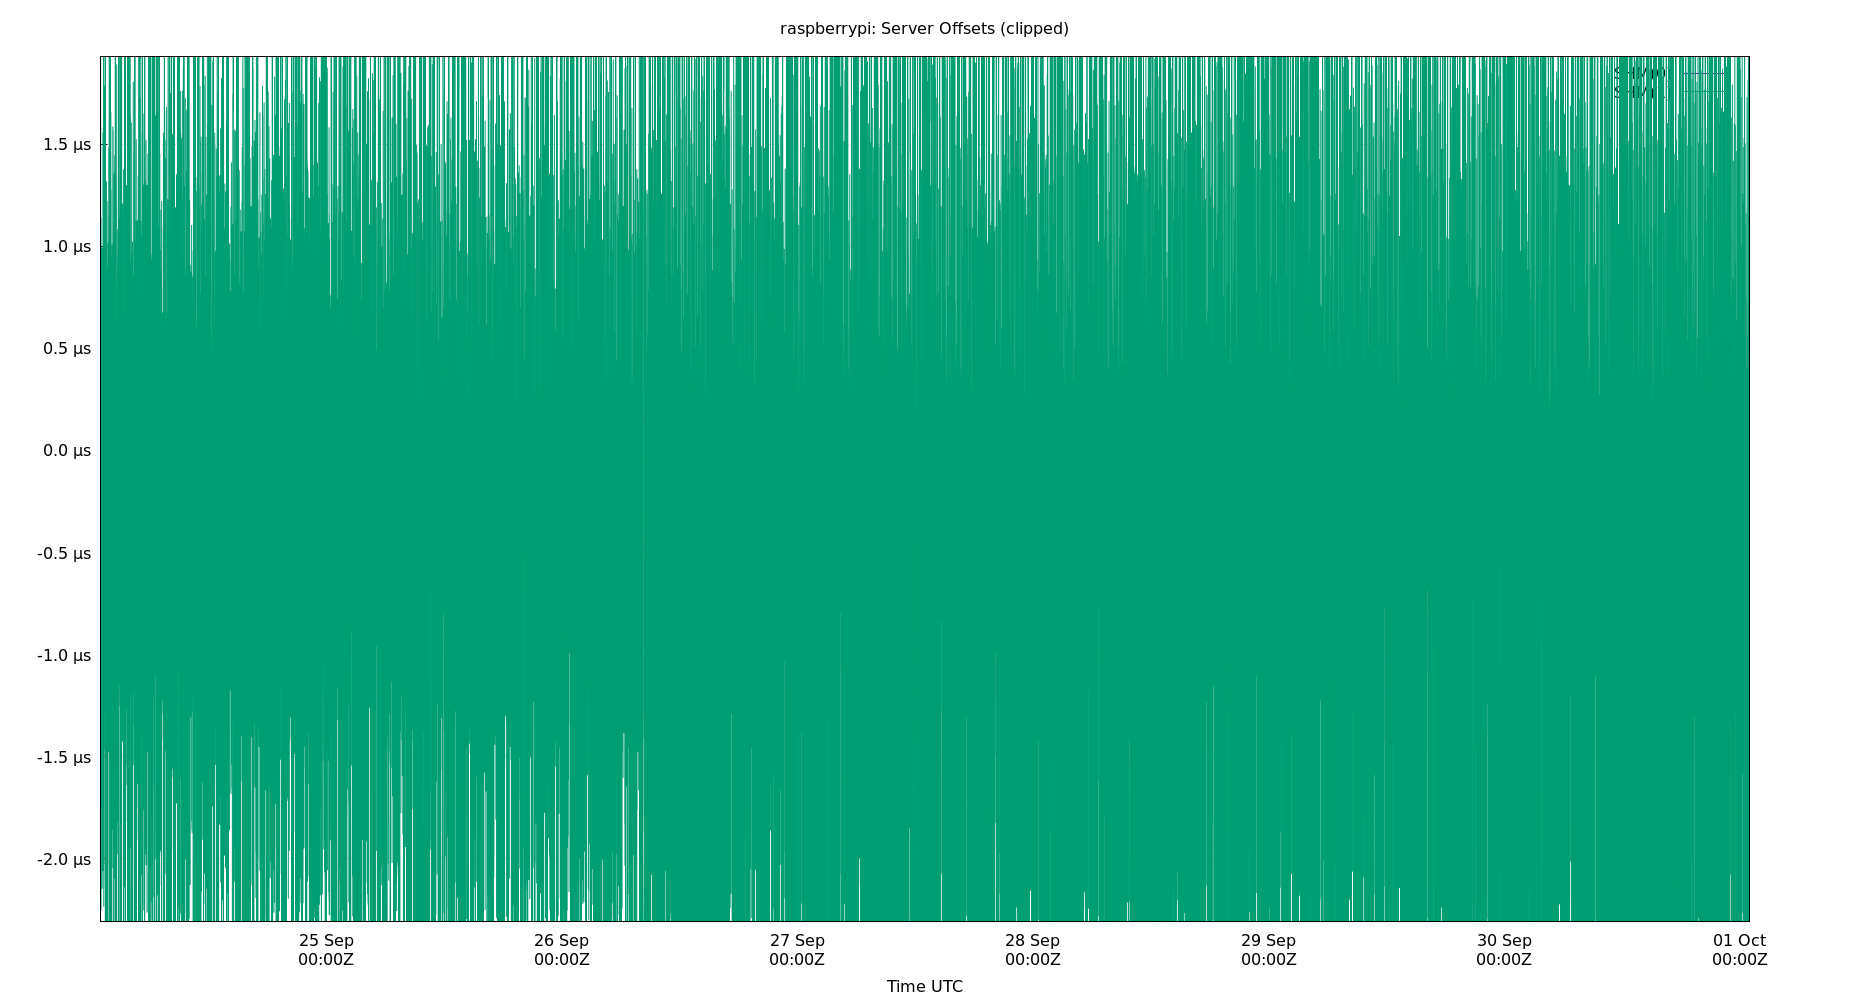 raspberrypi: Server Offsets (clipped)
1.5 µs
1.0 µs
0.5 µs
0.0 µs
-0.5 µs
-1.0 µs
-1.5 µs
-2.0 µs
25 Sep
00:00Z
26 Sep
00:00Z
27 Sep
00:00Z
28 Sep
00:00Z
29 Sep
00:00Z
30 Sep
00:00Z
01 Oct
00:00Z
Time UTC